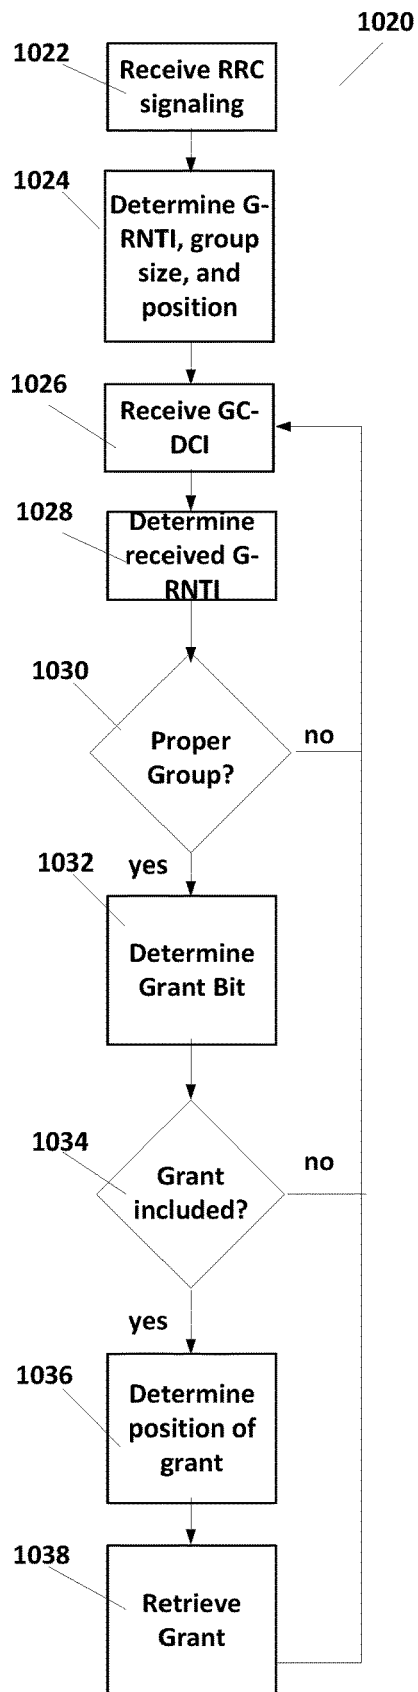 1020
1022
Receive RRC
signaling
1024
Determine G-
RNTI, group
size, and
position
1026
Receive GC-
DCI
1028
Determine
received G-
RNTI
1030
Proper
Group?
no
yes
1032
Determine
Grant Bit
1034
Grant
included?
no
yes
1036
Determine
position of
grant
1038
Retrieve
Grant